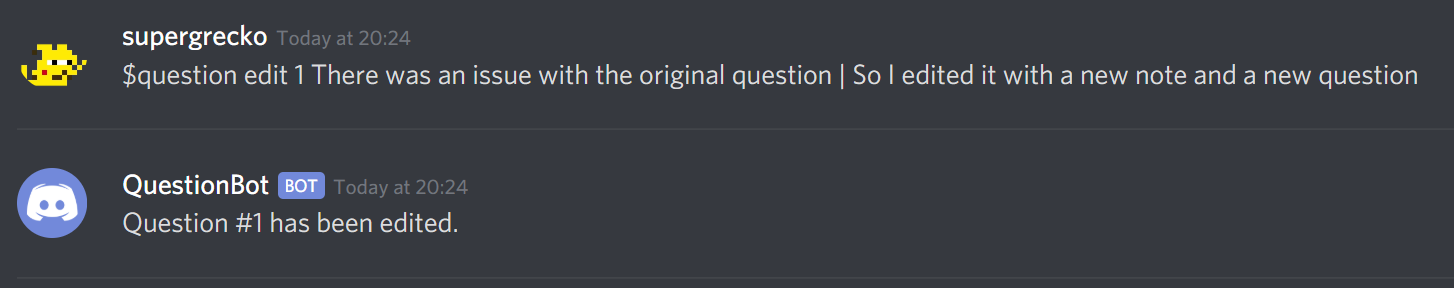 supergrecko Today at 20:24
$question edit 1 There was an issue with the original question | So I edited it with a new note and a new question
QuestionBot BOT Today at 20:24
Question #1 has been edited.